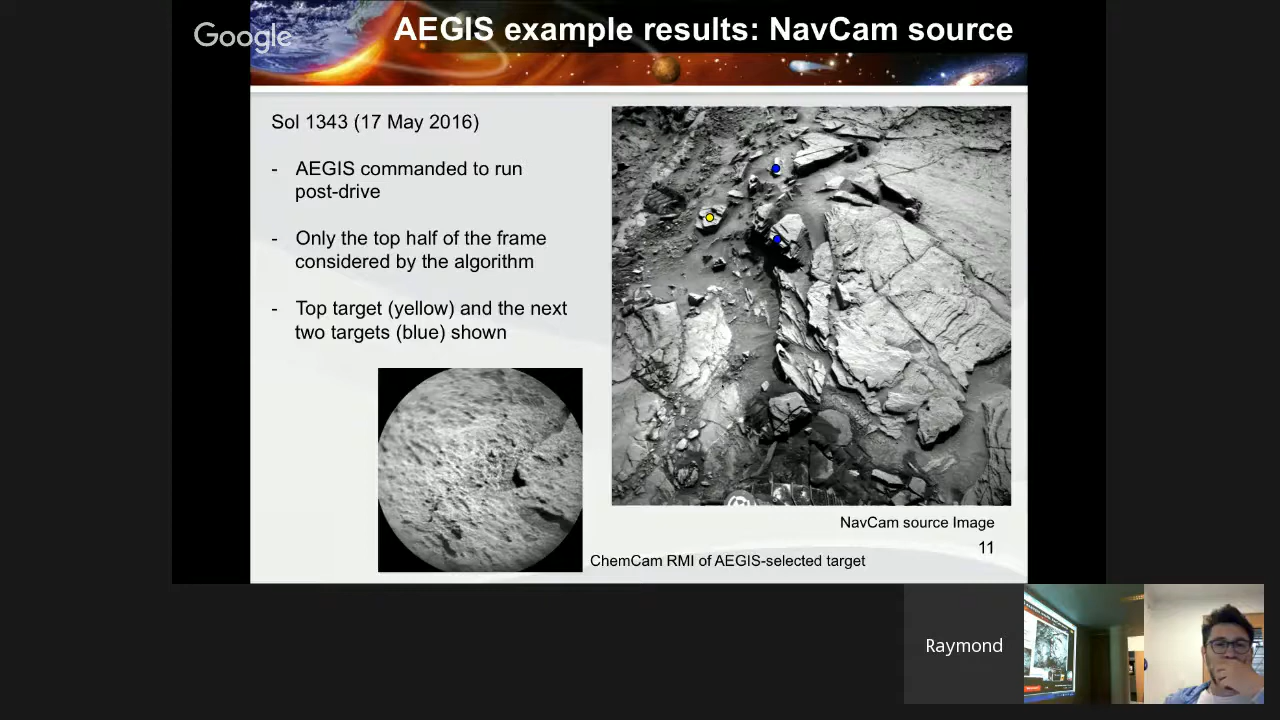 Google
AEGIS example results: NavCam source
Sol 1343 (17 May 2016)
- AEGIS commanded to run
post-drive
- Only the top half of the frame
considered by the algorithm
- Top target (yellow) and the next
two targets (blue) shown
NavCam source Image
11
ChemCam RMI of AEGIS-selected target
Raymond